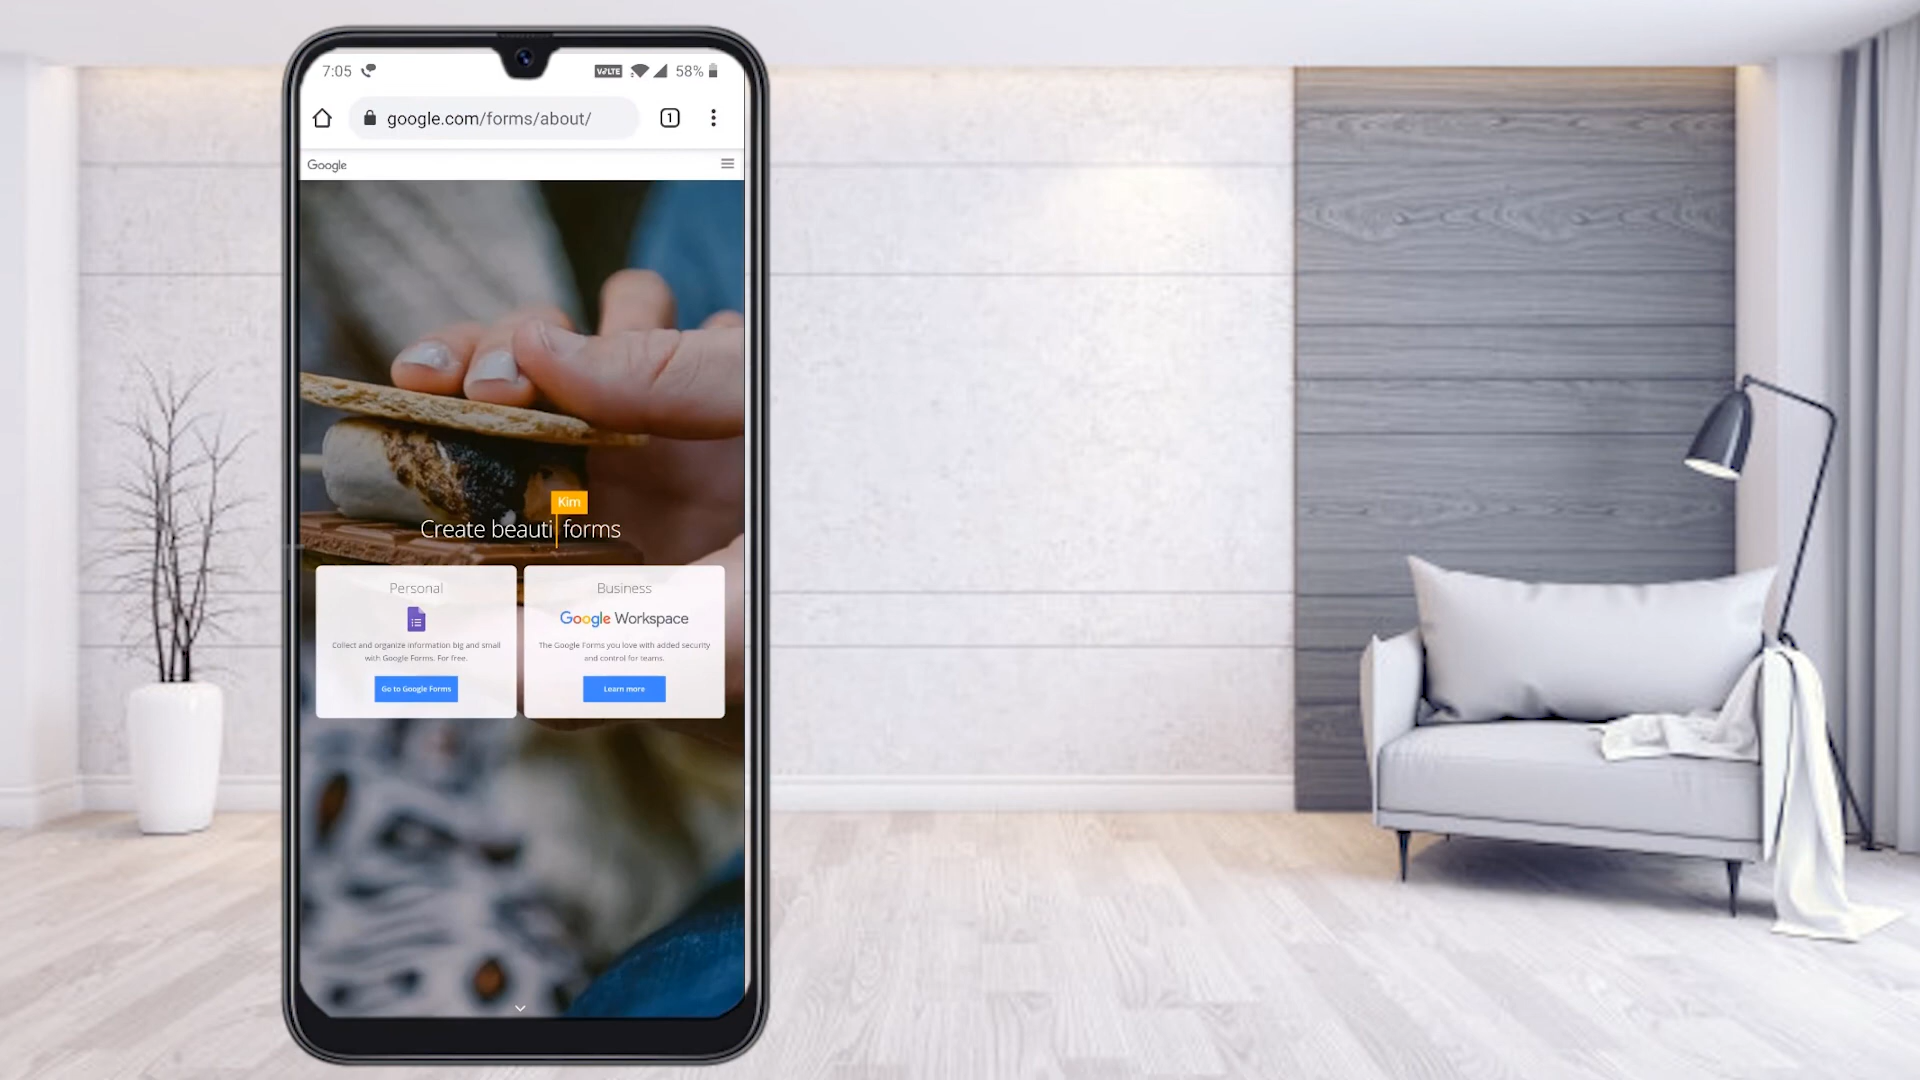 7:05
VoLTE
58%
google.com/forms/about/
1
Google
Kim
Create beauti forms
Personal
Collect and organize information big and small
with Google Forms. For free.
Go to Google Forms
Business
Google Workspace
The Google Forms you love with added security
and control for teams.
Learn more